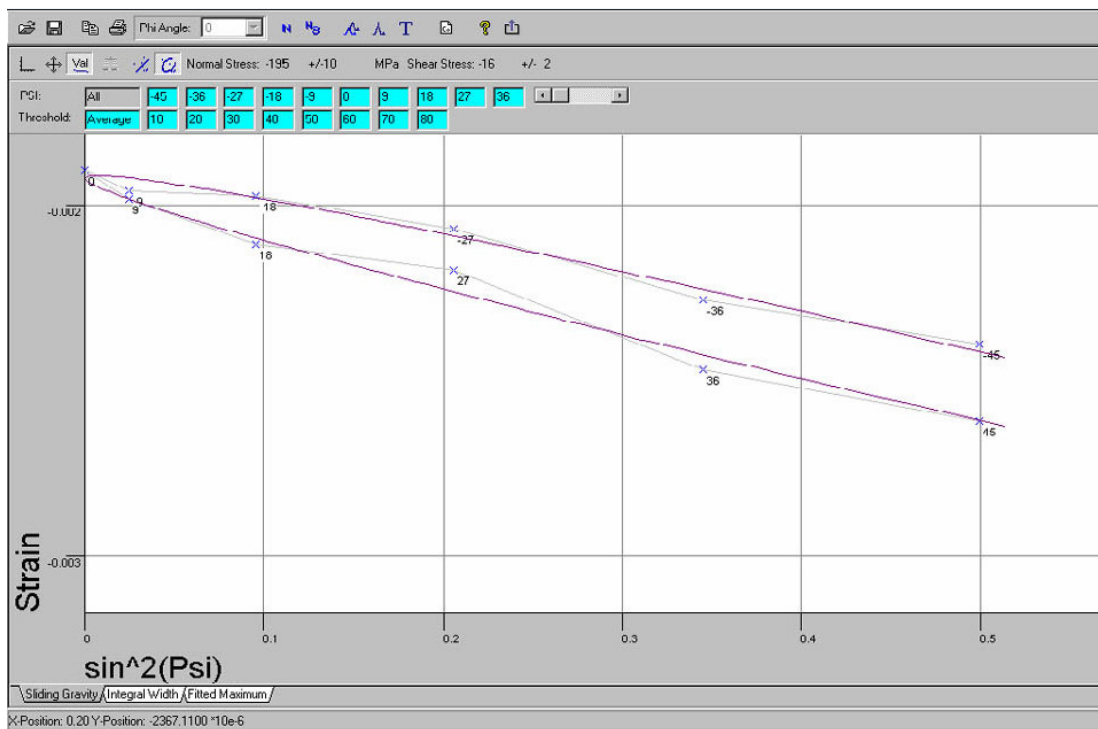 Phi Angle: 0 N NS T
Val Normal Stress: -195 +/-10 MPa Shear Stress: -16 +/- 2
PSI: All -45 -36 -27 -18 -9 0 9 18 27 36
Threshold: Average 10 20 30 40 50 60 70 80
0
9
9
18
18
-27
27
-36
36
-45
45
-0.002
-0.003
Strain
0 0.1 0.2 0.3 0.4 0.5
sin^2(Psi)
Sliding Gravity Integral Width Fitted Maximum
X-Position: 0.20 Y-Position: -2367.1100 *10e-6